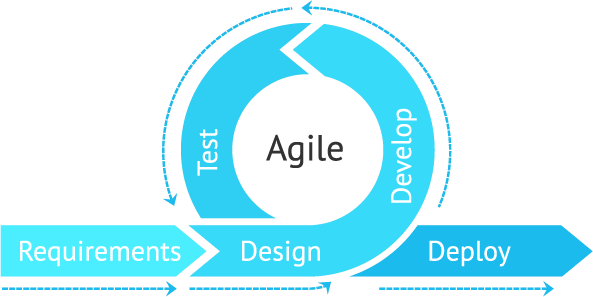 Agile
Test
Develop
Requirements
Design
Deploy